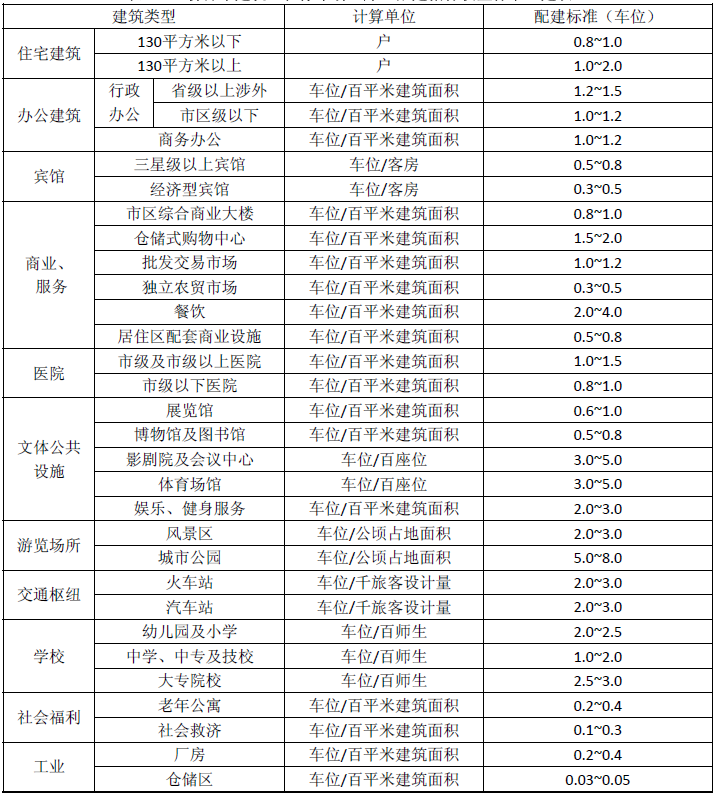 建筑类型 计算单位 配建标准（车位）
住宅建筑 130平方米以下 户 0.8~1.0
130平方米以上 户 1.0~2.0
办公建筑 行政办公 省级以上涉外 车位/百平米建筑面积 1.2~1.5
市区级以下 车位/百平米建筑面积 1.0~1.2
商务办公 车位/百平米建筑面积 1.0~1.2
宾馆 三星级以上宾馆 车位/客房 0.5~0.8
经济型宾馆 车位/客房 0.3~0.5
商业、服务 市区综合商业大楼 车位/百平米建筑面积 0.8~1.0
仓储式购物中心 车位/百平米建筑面积 1.5~2.0
批发交易市场 车位/百平米建筑面积 1.0~1.2
独立农贸市场 车位/百平米建筑面积 0.3~0.5
餐饮 车位/百平米建筑面积 2.0~4.0
居住区配套商业设施 车位/百平米建筑面积 0.5~0.8
医院 市级及市级以上医院 车位/百平米建筑面积 1.0~1.5
市级以下医院 车位/百平米建筑面积 0.8~1.0
文体公共设施 展览馆 车位/百平米建筑面积 0.6~1.0
博物馆及图书馆 车位/百平米建筑面积 0.5~0.8
影剧院及会议中心 车位/百座位 3.0~5.0
体育场馆 车位/百座位 3.0~5.0
娱乐、健身服务 车位/百平米建筑面积 2.0~3.0
游览场所 风景区 车位/公顷占地面积 2.0~3.0
城市公园 车位/公顷占地面积 5.0~8.0
交通枢纽 火车站 车位/千旅客设计量 2.0~3.0
汽车站 车位/千旅客设计量 2.0~3.0
学校 幼儿园及小学 车位/百师生 2.0~2.5
中学、中专及技校 车位/百师生 1.0~2.0
大专院校 车位/百师生 2.5~3.0
社会福利 老年公寓 车位/百平米建筑面积 0.2~0.4
社会救济 车位/百平米建筑面积 0.1~0.3
工业 厂房 车位/百平米建筑面积 0.2~0.4
仓储区 车位/百平米建筑面积 0.03~0.05